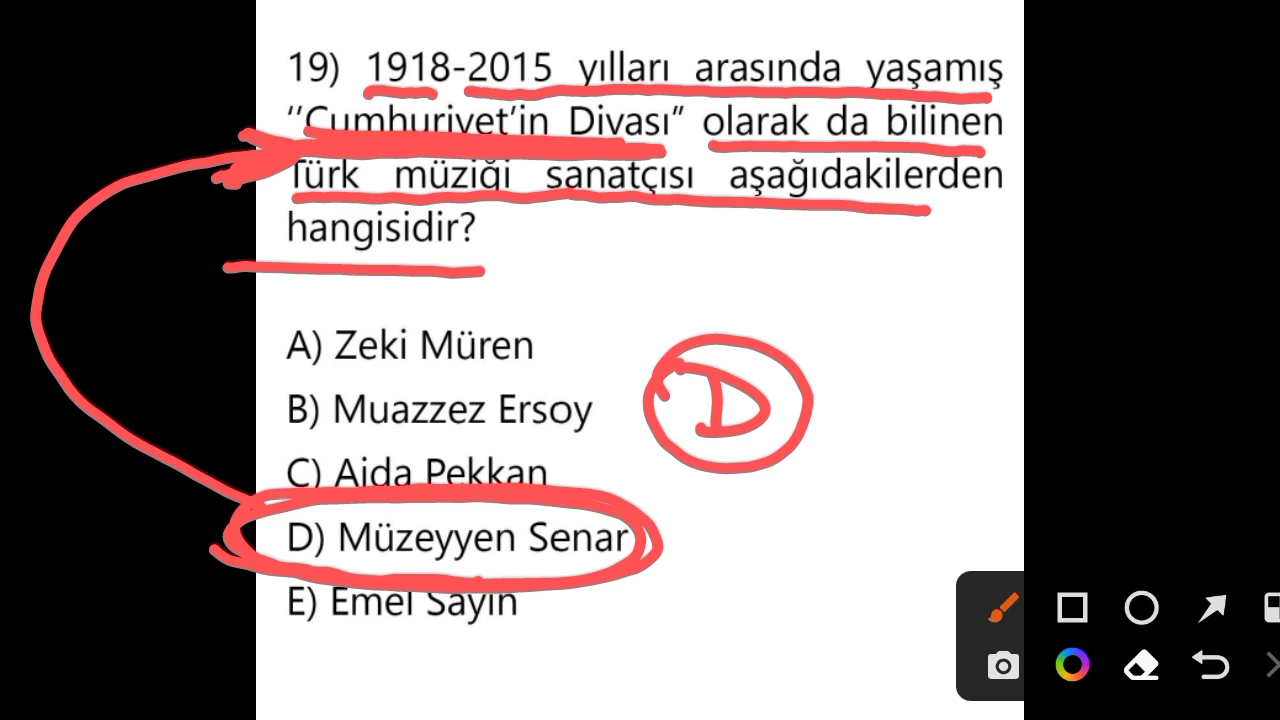 19) 1918-2015 yılları arasında yaşamış
‘‘Cumhuriyet’in Divası” olarak da bilinen
Türk müziği sanatçısı aşağıdakilerden
hangisidir?
A) Zeki Müren
B) Muazzez Ersoy
D
C) Ajda Pekkan
D) Müzeyyen Senar
E) Emel Sayın